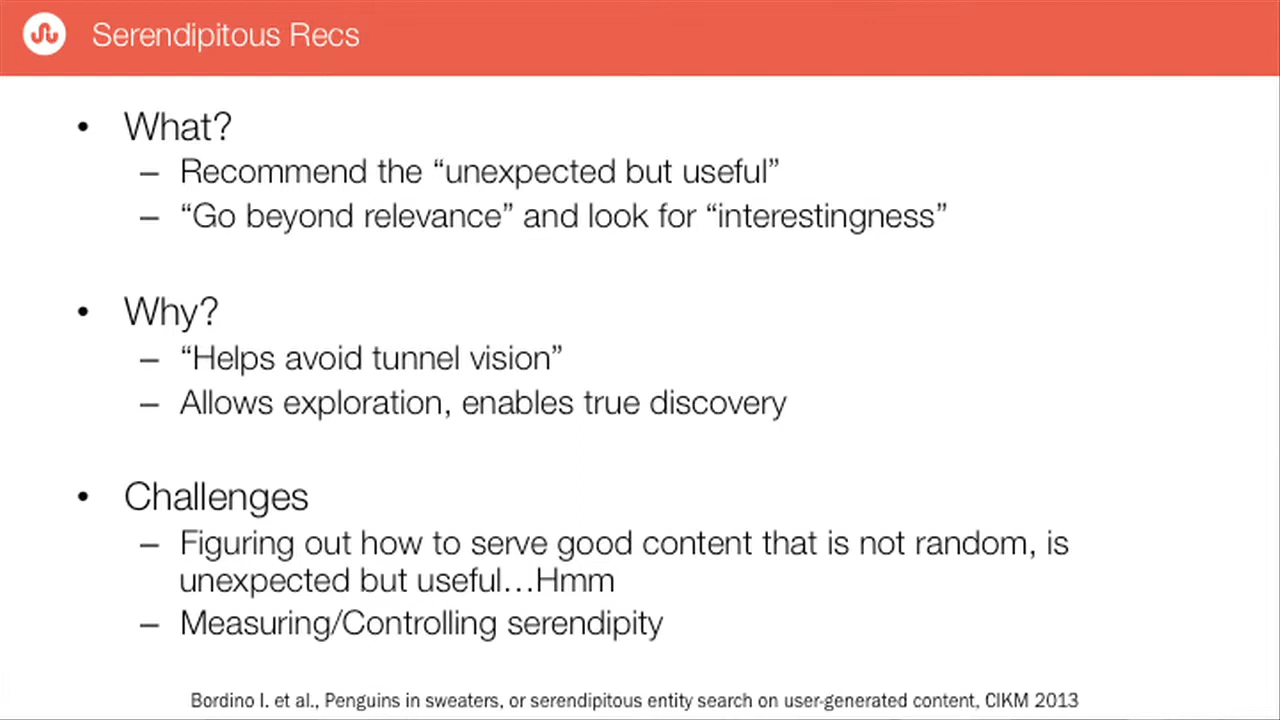 Serendipitous Recs
• What?
– Recommend the “unexpected but useful”
– “Go beyond relevance” and look for “interestingness”
• Why?
– “Helps avoid tunnel vision”
– Allows exploration, enables true discovery
• Challenges
– Figuring out how to serve good content that is not random, is
unexpected but useful…Hmm
– Measuring/Controlling serendipity
Bordino I. et al., Penguins in sweaters, or serendipitous entity search on user-generated content, CIKM 2013